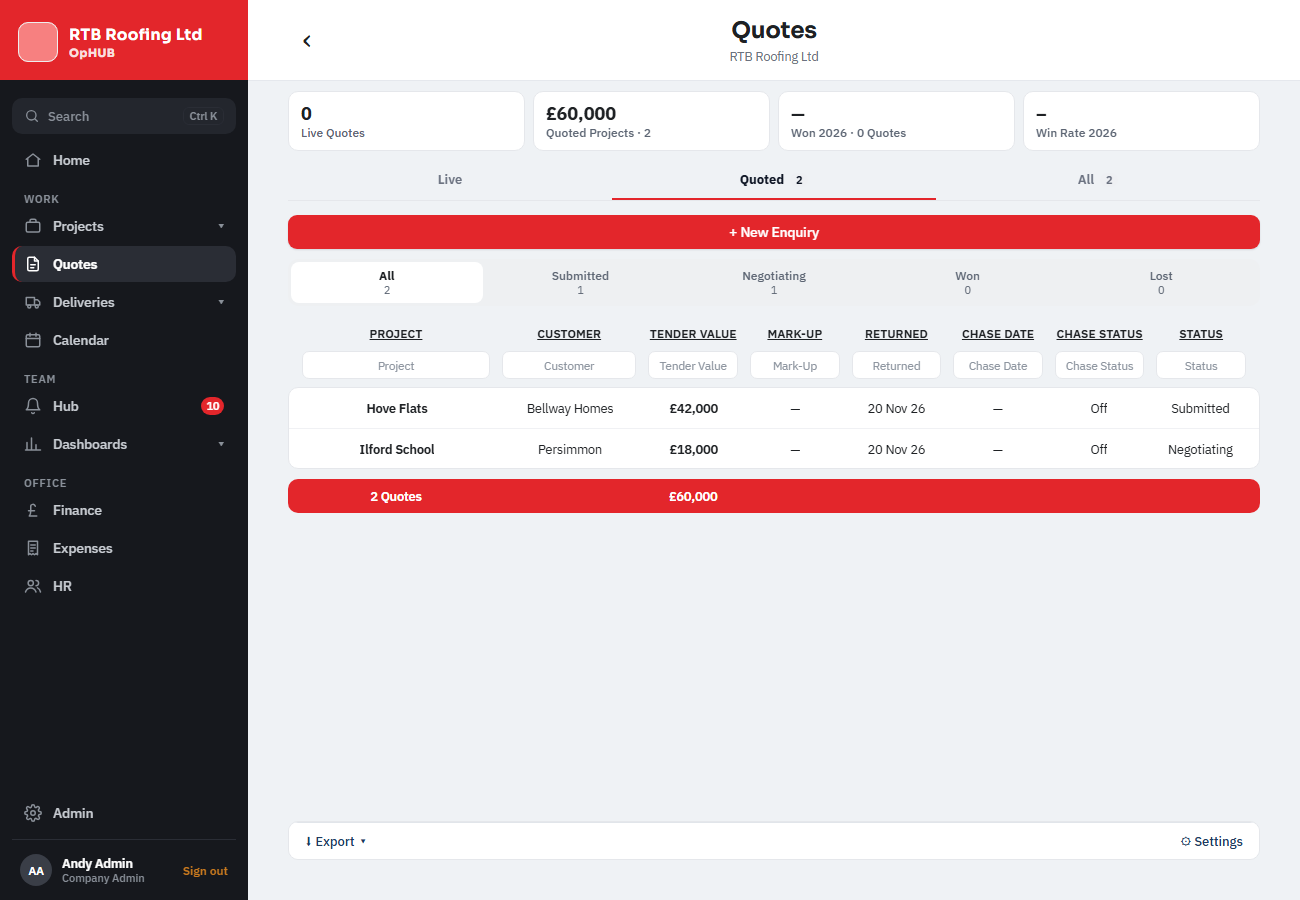 RTB Roofing Ltd
OpHUB
Search Ctrl K
Home
WORK
Projects
Quotes
Deliveries
Calendar
TEAM
Hub 10
Dashboards
OFFICE
Finance
Expenses
HR
Admin
AA
Andy Admin
Company Admin
Sign out
Quotes
RTB Roofing Ltd
0
Live Quotes
£60,000
Quoted Projects · 2
—
Won 2026 · 0 Quotes
–
Win Rate 2026
Live Quoted 2 All 2
+ New Enquiry
All Submitted Negotiating Won Lost
2 1 1 0 0
PROJECT CUSTOMER TENDER VALUE MARK-UP RETURNED CHASE DATE CHASE STATUS STATUS
Project Customer Tender Value Mark-Up Returned Chase Date Chase Status Status
Hove Flats Bellway Homes £42,000 — 20 Nov 26 — Off Submitted
Ilford School Persimmon £18,000 — 20 Nov 26 — Off Negotiating
2 Quotes £60,000
Export Settings